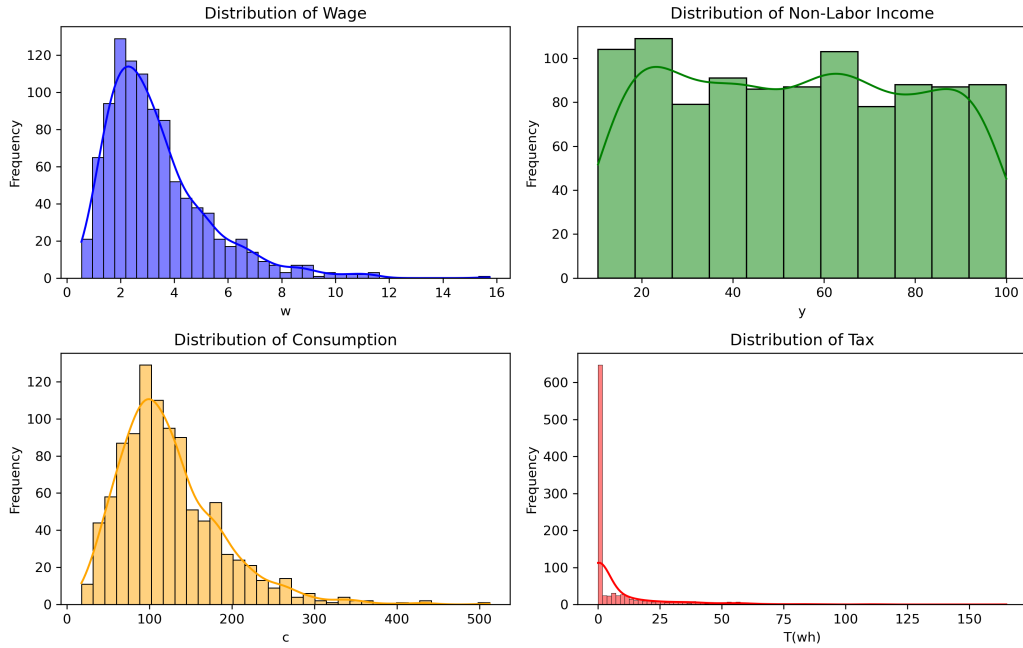 Distribution of Wage
Frequency
120
100
80
60
40
20
0
0 2 4 6 8 10 12 14 16
w
Distribution of Non-Labor Income
Frequency
100
80
60
40
20
0
20 40 60 80 100
y
Distribution of Consumption
Frequency
120
100
80
60
40
20
0
0 100 200 300 400 500
c
Distribution of Tax
Frequency
600
500
400
300
200
100
0
0 25 50 75 100 125 150
T(wh)